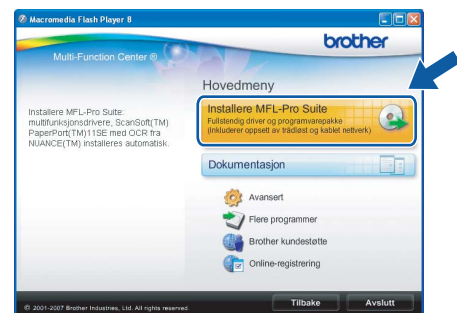 Macromedia Flash Player 8
brother
Multi-Function Center ®
Hovedmeny
Installere MFL-Pro Suite:
multifunksjonsdrivere, ScanSoft(TM)
PaperPort(TM)11SE med OCR fra
NUANCE(TM) installeres automatisk.
Installere MFL-Pro Suite
Fullstendig driver og programvarepakke
(Inkluderer oppsett av trådløst og kablet nettverk)
Dokumentasjon
Avansert
Flere programmer
Brother kundestøtte
Online-registrering
© 2001-2007 Brother Industries, Ltd. All rights reserved
Tilbake
Avslutt